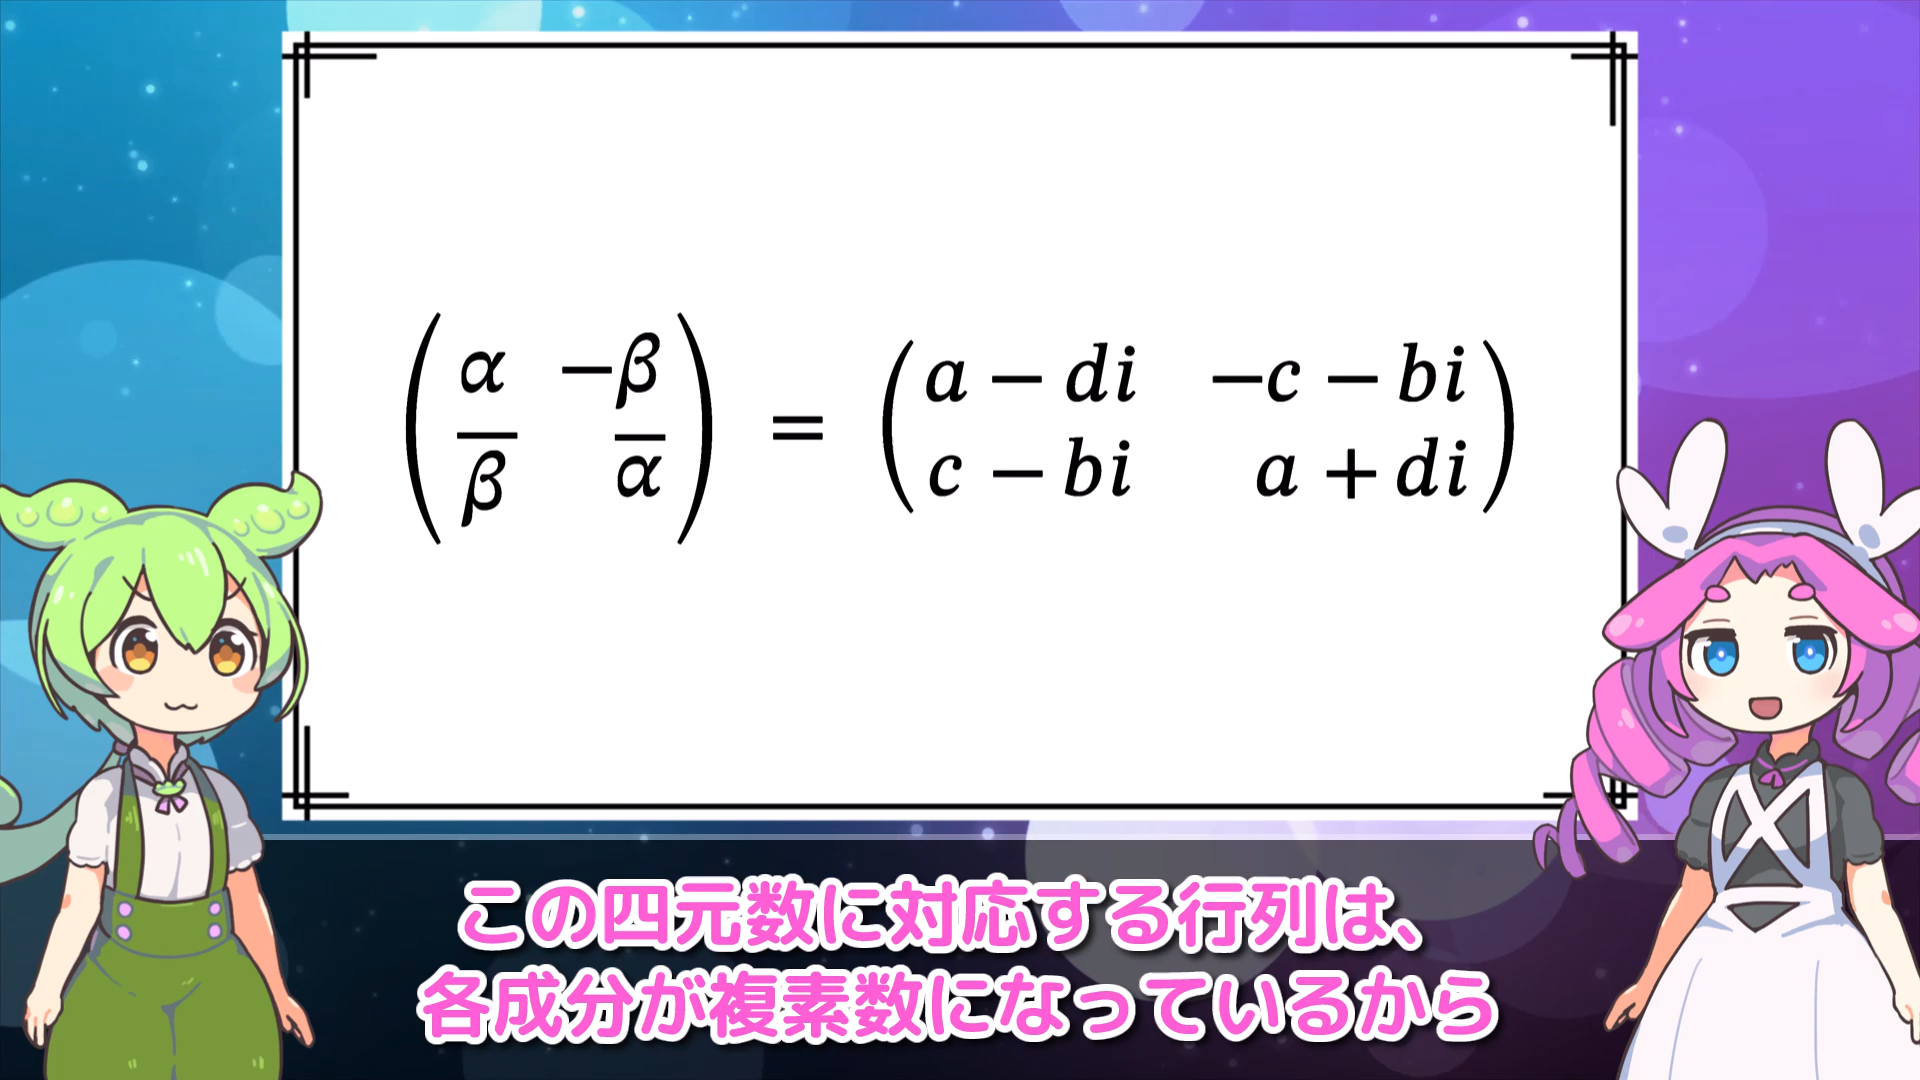 (α −β
β̅ α̅) = (a − di −c − bi
c − bi a + di)
この四元数に対応する行列は、
各成分が複素数になっているから